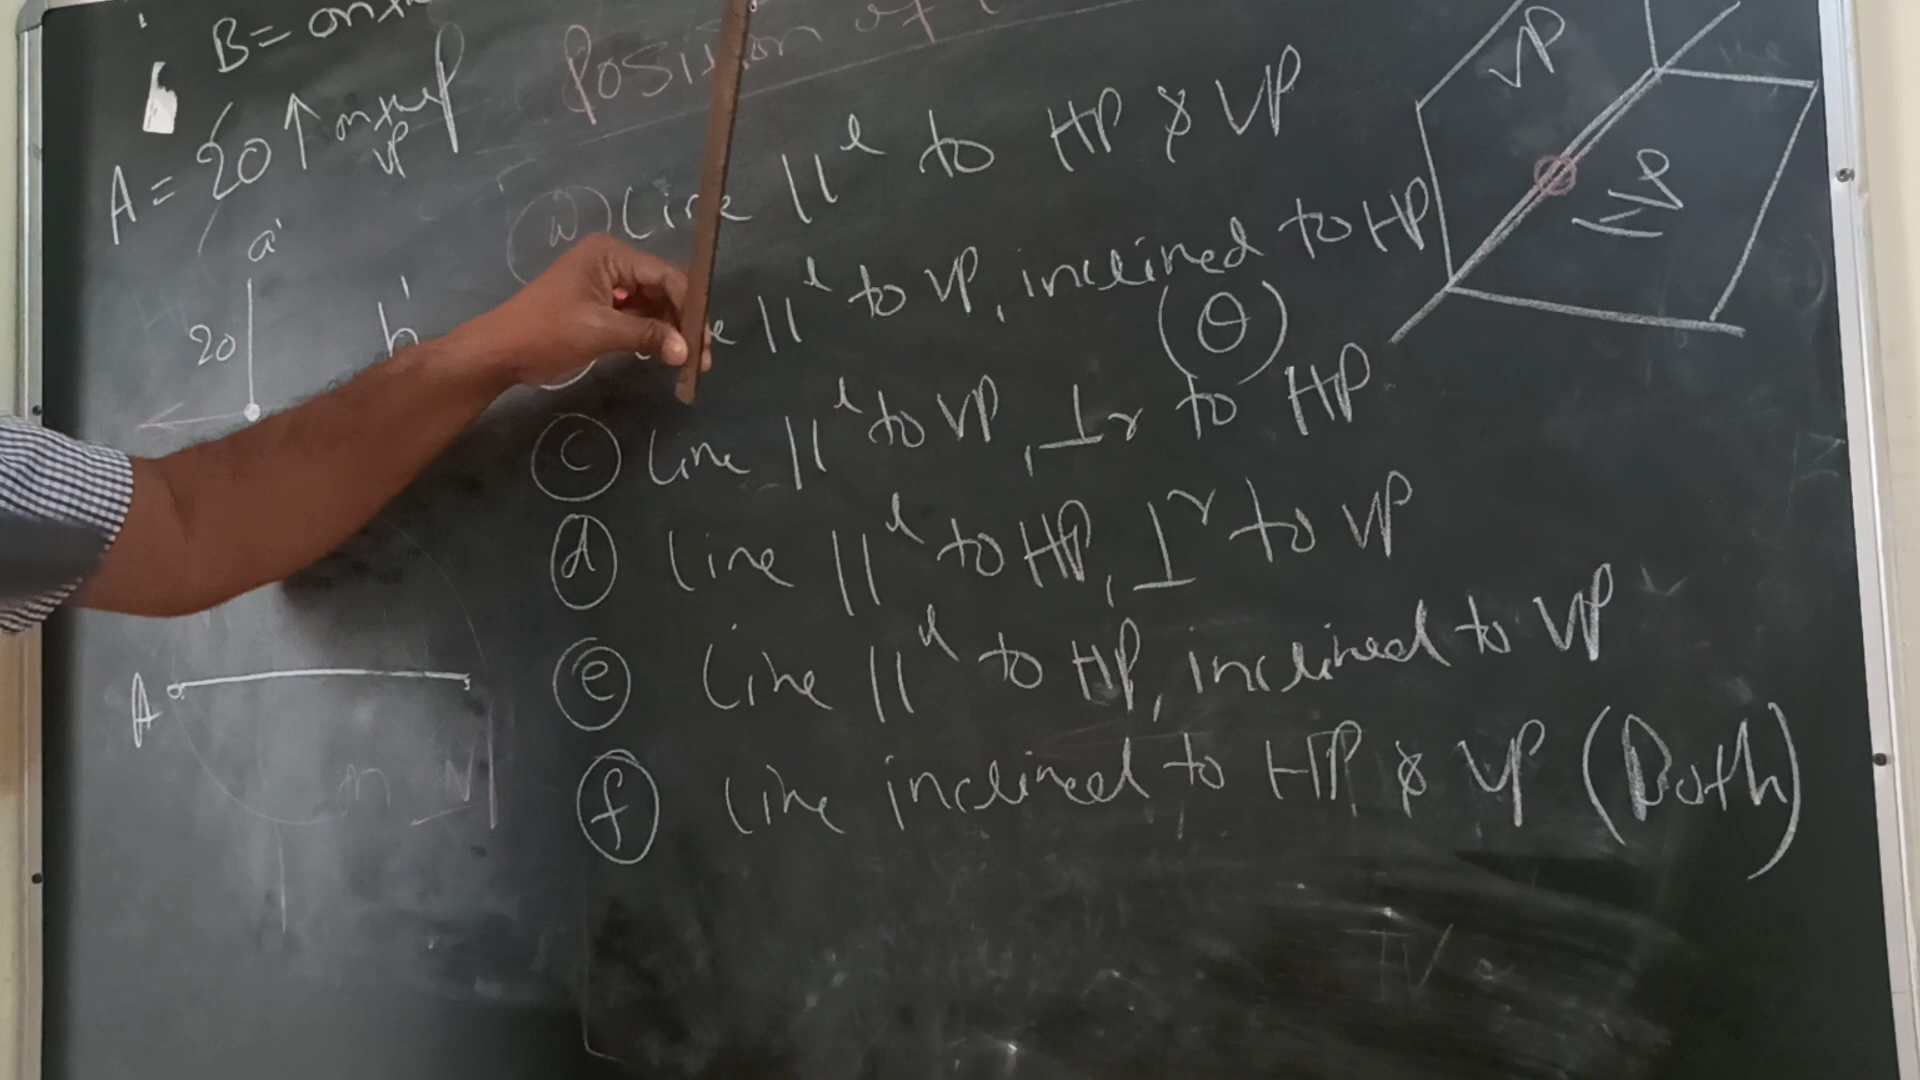 B = on
A = 20 ↑ on the
VP
a'
20
b'
A
Position of
VP
HP
a) Line ||l to HP & VP
||l to VP, inclined to HP
(θ)
c) Line ||l to VP, ⊥r to HP
d) Line ||l to HP, ⊥r to VP
e) Line ||l to HP, inclined to VP
f) Line inclined to HP & VP (Both)